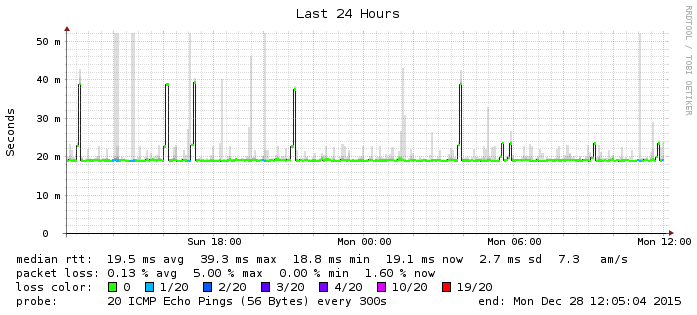 Last 24 Hours
RRDTOOL / TOBI OETIKER
Seconds
50 m
40 m
30 m
20 m
10 m
0
Sun 18:00 Mon 00:00 Mon 06:00 Mon 12:00
median rtt: 19.5 ms avg 39.3 ms max 18.8 ms min 19.1 ms now 2.7 ms sd 7.3 am/s
packet loss: 0.13 % avg 5.00 % max 0.00 % min 1.60 % now
loss color: 0 1/20 2/20 3/20 4/20 10/20 19/20
probe: 20 ICMP Echo Pings (56 Bytes) every 300s end: Mon Dec 28 12:05:04 2015